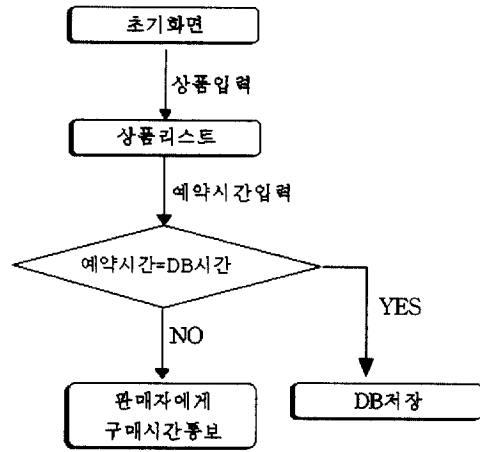 초기화면
상품입력
상품리스트
예약시간입력
예약시간=DB시간
YES
NO
판매자에게
구매시간통보
DB저장